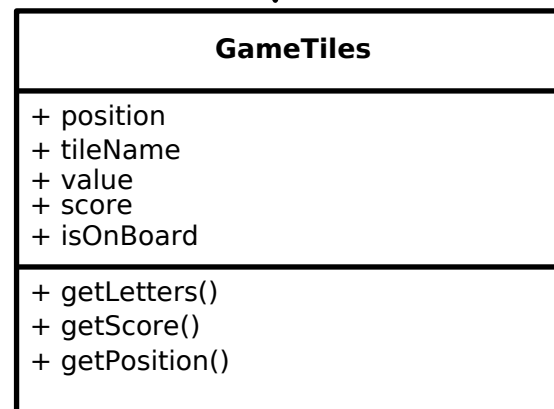 GameTiles
+ position
+ tileName
+ value
+ score
+ isOnBoard
+ getLetters()
+ getScore()
+ getPosition()